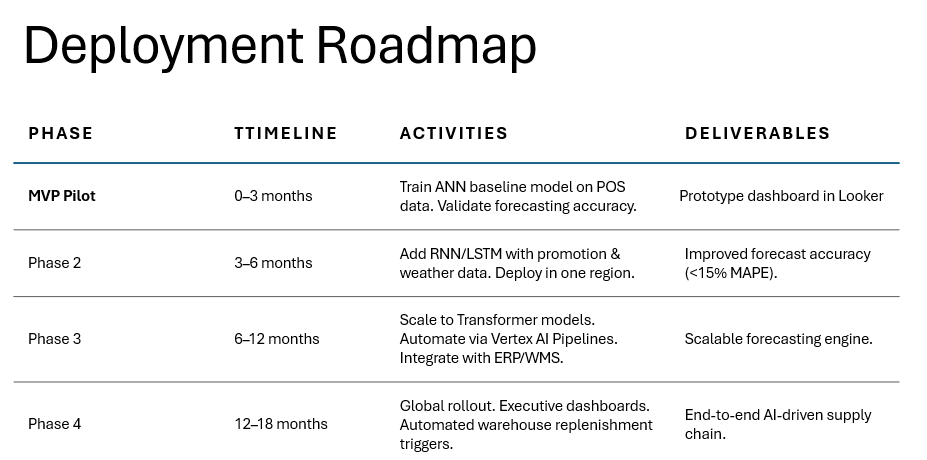 Deployment Roadmap
PHASE TTIMELINE ACTIVITIES DELIVERABLES
MVP Pilot 0–3 months Train ANN baseline model on POS
data. Validate forecasting accuracy. Prototype dashboard in Looker
Phase 2 3–6 months Add RNN/LSTM with promotion &
weather data. Deploy in one region. Improved forecast accuracy
(<15% MAPE).
Phase 3 6–12 months Scale to Transformer models.
Automate via Vertex AI Pipelines.
Integrate with ERP/WMS. Scalable forecasting engine.
Phase 4 12–18 months Global rollout. Executive dashboards.
Automated warehouse replenishment
triggers. End-to-end AI-driven supply
chain.